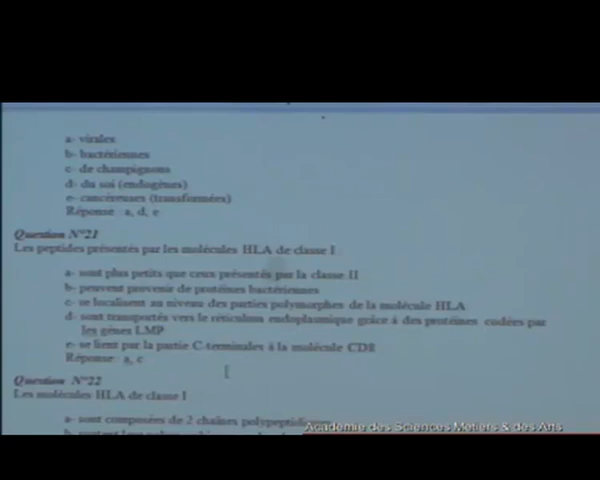 a- virales
b- bactériennes
c- de champignons
d- du soi (endogènes)
e- cancéreuses (transformées)
Réponse : a, d, e
Question N°21
Les peptides présentés par les molécules HLA de classe I
a- sont plus petits que ceux présentés par la classe II
b- peuvent provenir de protéines bactériennes
c- se localisent au niveau des parties polymorphes de la molécule HLA
d- sont transportés vers le réticulum endoplasmique grâce à des protéines codées par
les gènes LMP
e- se lient par la partie C-terminales à la molécule CD8
Réponse : a, c
Question N°22
Les molécules HLA de classe I
a- sont composées de 2 chaînes
Academie des Sciences Metiers & des Arts